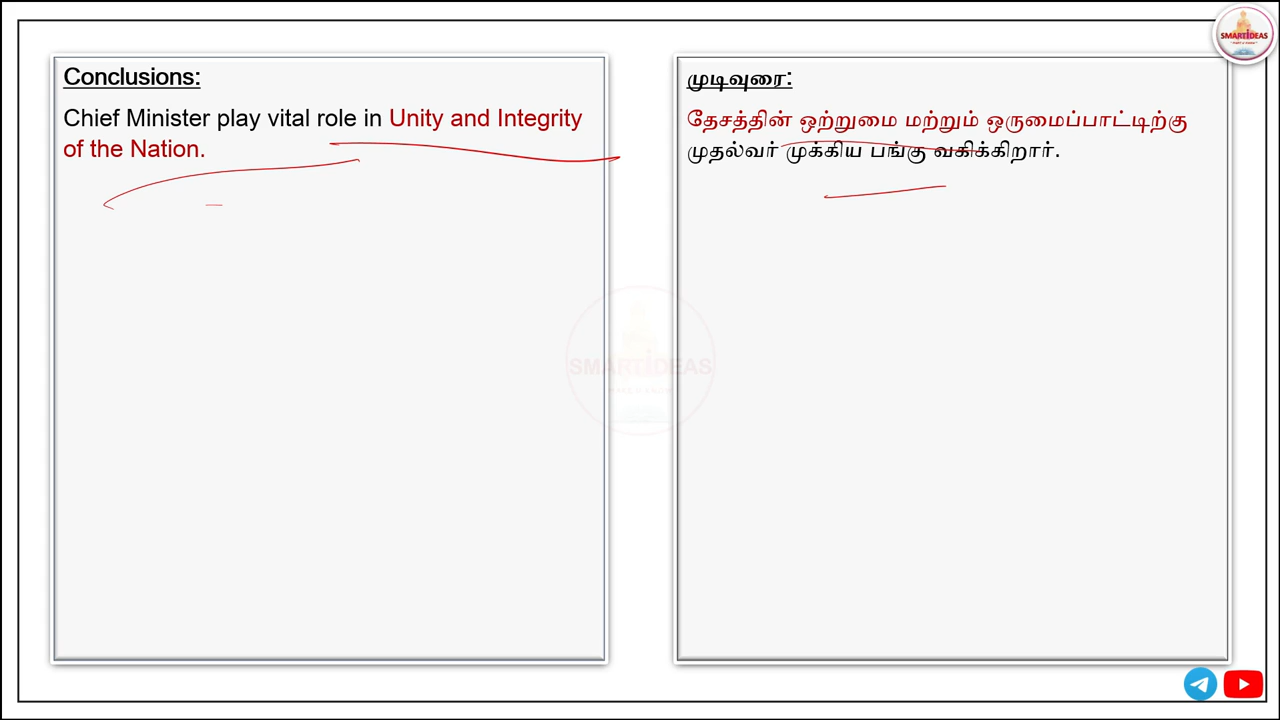 SMARTIDEAS
Conclusions:
Chief Minister play vital role in Unity and Integrity
of the Nation.
முடிவுரை:
தேசத்தின் ஒற்றுமை மற்றும் ஒருமைப்பாட்டிற்கு
முதல்வர் முக்கிய பங்கு வகிக்கிறார்.
SMARTIDEAS